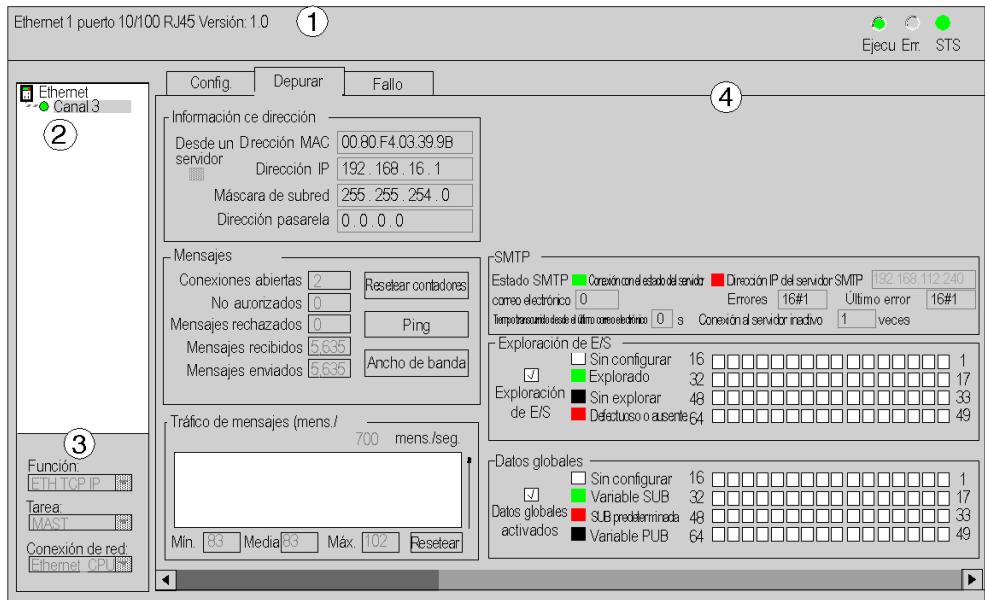 Ethernet 1 puerto 10/100 RJ45 Versión: 1.0
1
Ejecu Err. STS
Ethernet
Canal 3
2
3
Función:
ETH TCP IP
Tarea:
MAST
Conexión de red:
Ethernet CPU
Config. Depurar Fallo
4
Información ce dirección
Desde un servidor
Drección MAC 00.80.F4.03.39.9B
Dirección IP 192 . 168 . 16 . 1
Máscara de subred 255 . 255 . 254 . 0
Dirección pasarela 0 . 0 . 0 . 0
Mensajes
Conexiones abiertas 2
No autorizados 0
Mensajes rechazados 0
Mensajes recibidos 5,635
Mensajes enviados 5,635
Resetear contadores
Ping
Ancho de banda
Tráfico de mensajes (mens./
700 mens./seg.
Mín. 83 Media 83 Máx. 102 Resetear
SMTP
Estado SMTP Conexión con el estado del servidor Dirección IP del servidor SMTP 192.168.112.240
correo electrónico 0 Errores 16#1 Último error 16#1
Tiempo transcurrido desde el último correo electrónico 0 s Conexión al servidor inactivo 1 veces
Exploración de E/S
Exploración de E/S
Sin configurar 16 1
Explorado 32 17
Sin explorar 48 33
Defectuoso o ausente 64 49
Datos globales
Datos globales activados
Sin configurar 16 1
Variable SUB 32 17
SUB predeterminada 48 33
Variable PUB 64 49